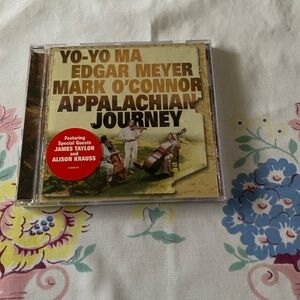 YO-YO MA
EDGAR MEYER
MARK O'CONNOR
APPALACHIAN
JOURNEY
Featuring
Special Guests
JAMES TAYLOR
and
ALISON KRAUSS